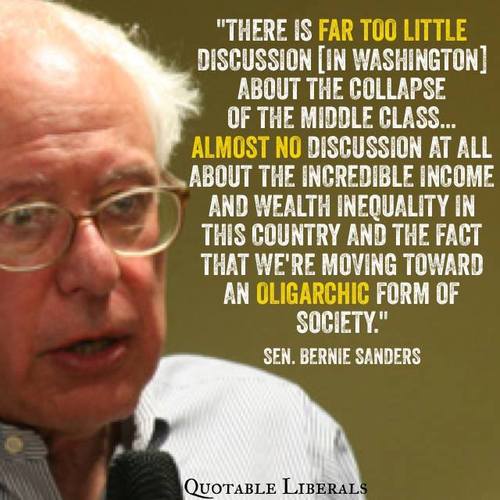 "THERE IS FAR TOO LITTLE
DISCUSSION [IN WASHINGTON]
ABOUT THE COLLAPSE
OF THE MIDDLE CLASS...
ALMOST NO DISCUSSION AT ALL
ABOUT THE INCREDIBLE INCOME
AND WEALTH INEQUALITY IN
THIS COUNTRY AND THE FACT
THAT WE'RE MOVING TOWARD
AN OLIGARCHIC FORM OF
SOCIETY."
SEN. BERNIE SANDERS
QUOTABLE LIBERALS